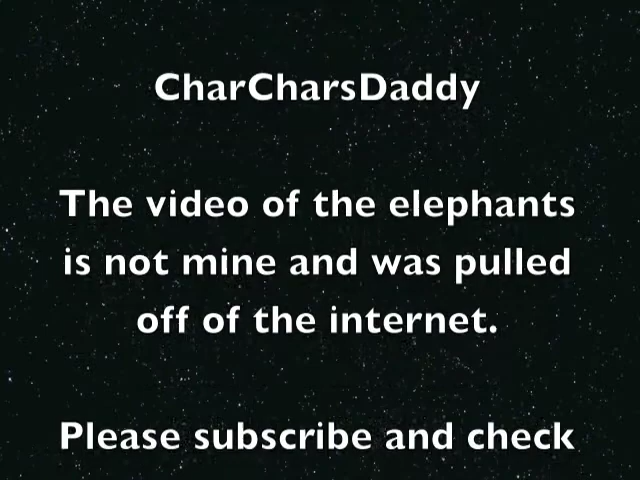 CharCharsDaddy
The video of the elephants
is not mine and was pulled
off of the internet.
Please subscribe and check